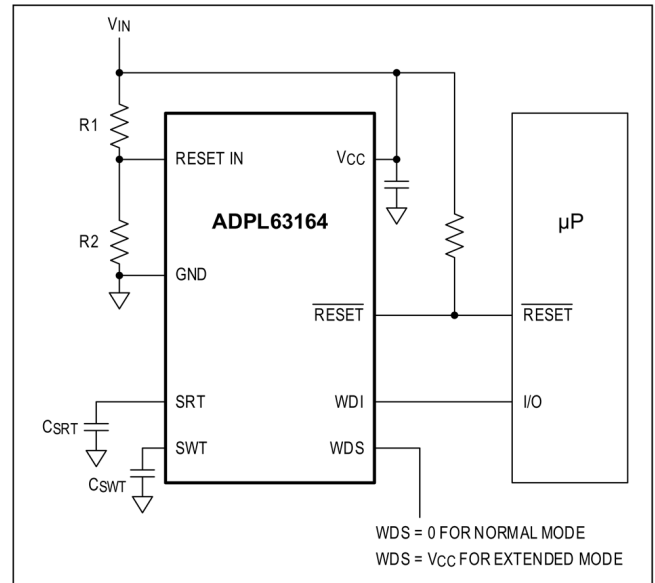 VIN
R1
RESET IN
VCC
ADPL63164
µP
R2
GND
RESET
RESET
SRT
WDI
I/O
CSRT
SWT
WDS
CSWT
WDS = 0 FOR NORMAL MODE
WDS = VCC FOR EXTENDED MODE